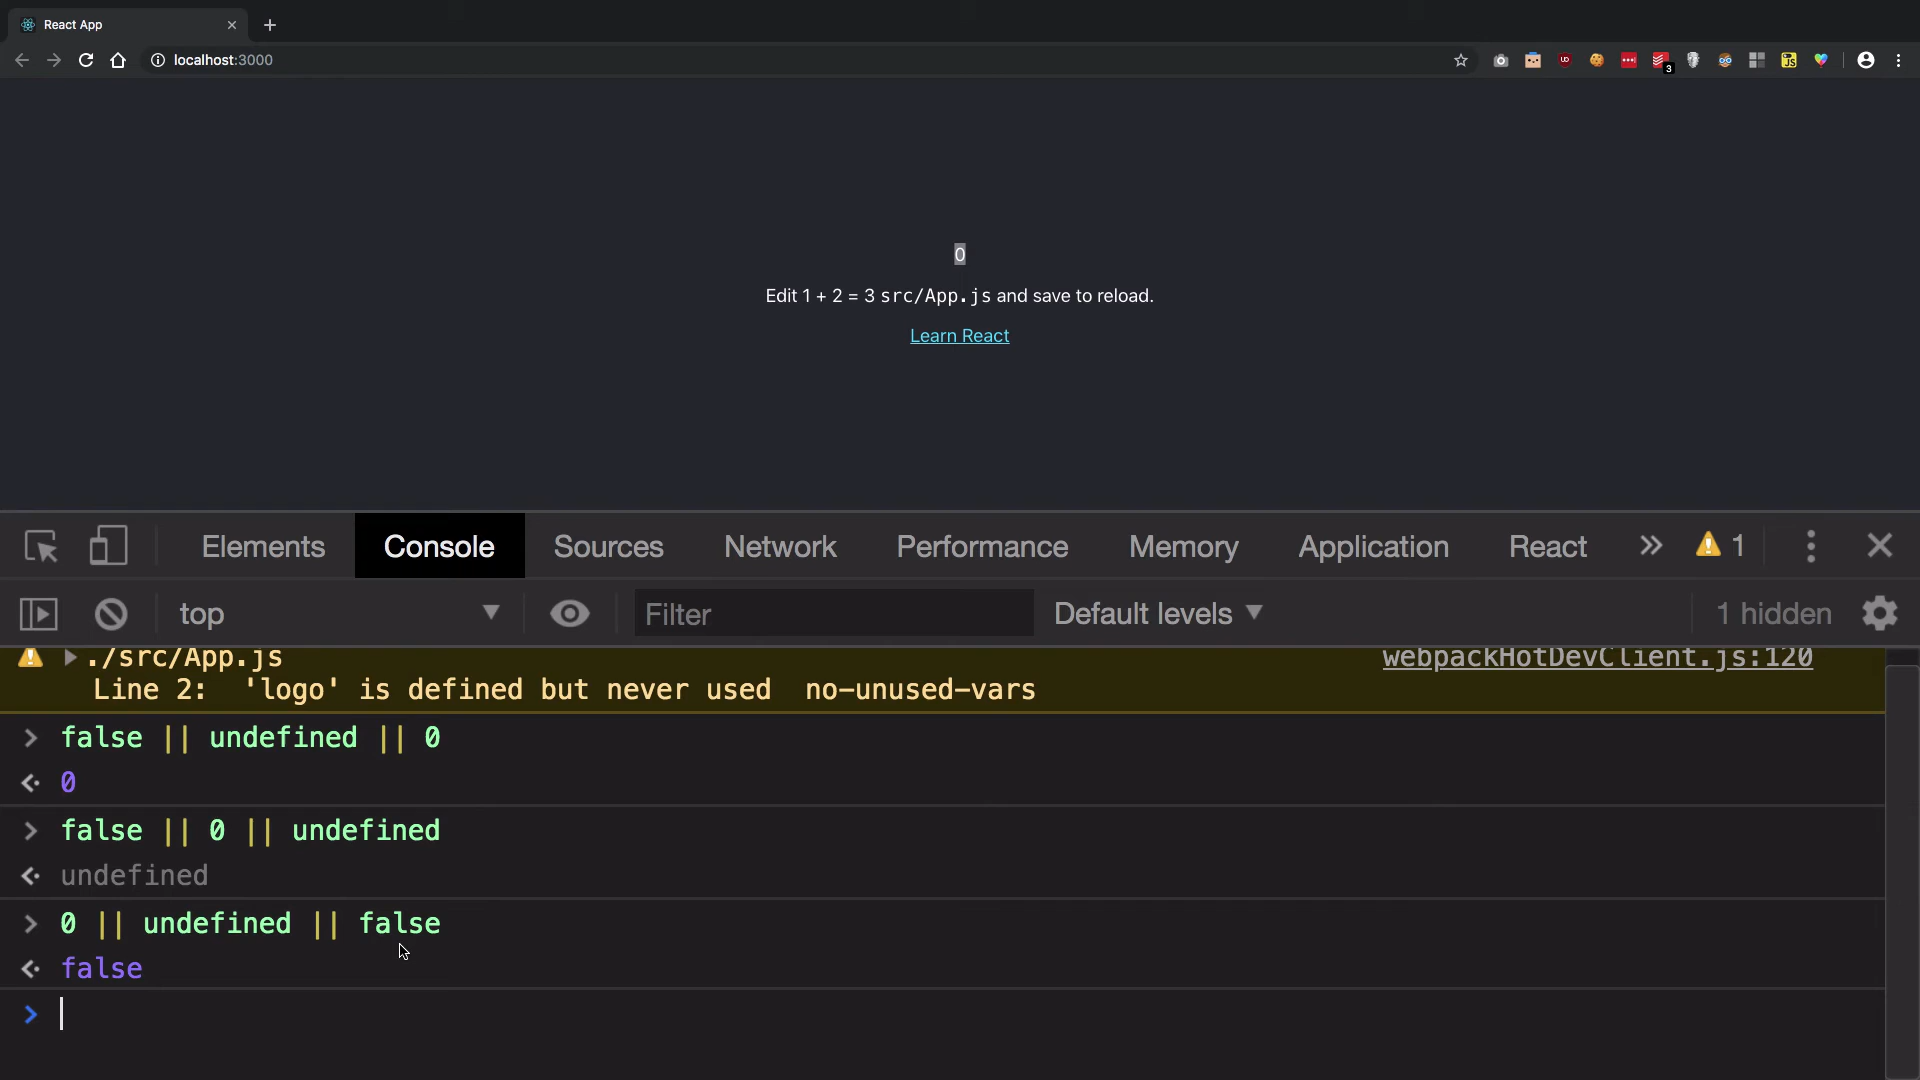 React App
localhost:3000
3
0
Edit 1 + 2 = 3 src/App.js and save to reload.
Learn React
Elements Console Sources Network Performance Memory Application React 1
top Filter Default levels 1 hidden
./src/App.js webpackHotDevClient.js:120
Line 2: 'logo' is defined but never used no-unused-vars
> false || undefined || 0
0
> false || 0 || undefined
undefined
> 0 || undefined || false
false
>